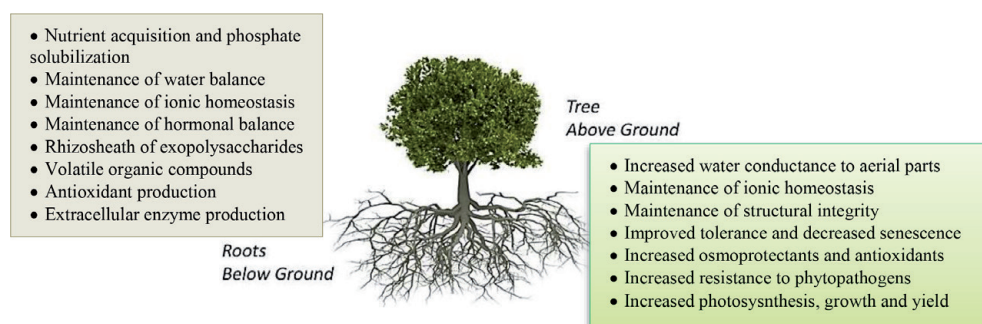 • Nutrient acquisition and phosphate
solubilization
• Maintenance of water balance
• Maintenance of ionic homeostasis
• Maintenance of hormonal balance
• Rhizosheath of exopolysaccharides
• Volatile organic compounds
• Antioxidant production
• Extracellular enzyme production
Roots
Below Ground
Tree
Above Ground
• Increased water conductance to aerial parts
• Maintenance of ionic homeostasis
• Maintenance of structural integrity
• Improved tolerance and decreased senescence
• Increased osmoprotectants and antioxidants
• Increased resistance to phytopathogens
• Increased photosysnthesis, growth and yield